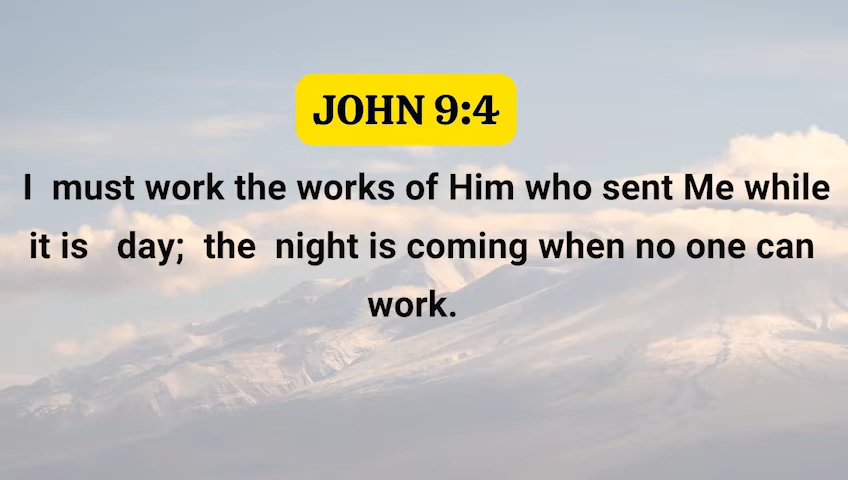 JOHN 9:4
I must work the works of Him who sent Me while
it is day; the night is coming when no one can
work.